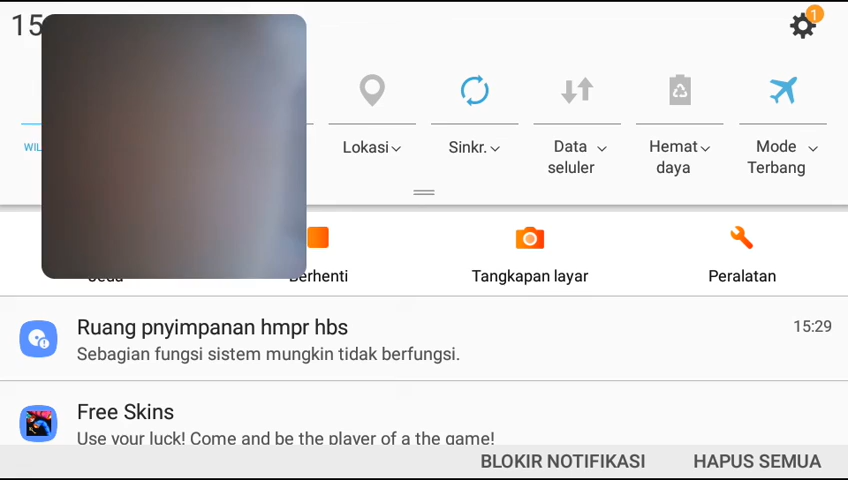 15
1
WIL
Lokasi
Sinkr.
Data
seluler
Hemat
daya
Mode
Terbang
Berhenti
Tangkapan layar
Peralatan
Ruang pnyimpanan hmpr hbs
15:29
Sebagian fungsi sistem mungkin tidak berfungsi.
Free Skins
Use your luck! Come and be the player of a the game!
BLOKIR NOTIFIKASI
HAPUS SEMUA